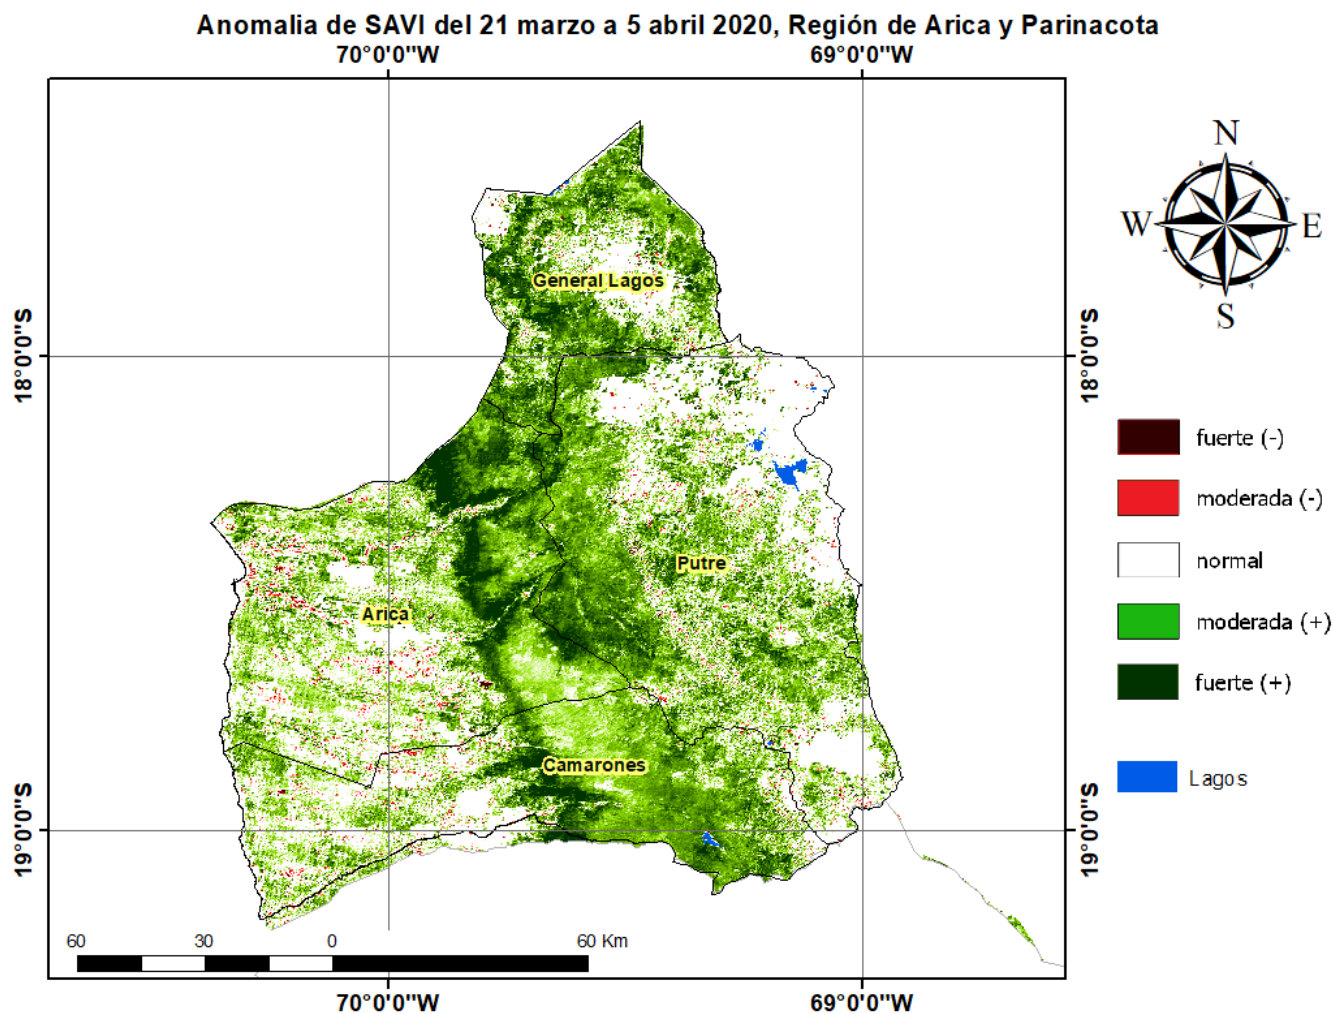 Anomalia de SAVI del 21 marzo a 5 abril 2020, Región de Arica y Parinacota
70°0'0"W
69°0'0"W
N
W
E
S
General Lagos
18°0'0"S
18°0'0"S
fuerte (-)
moderada (-)
normal
Putre
Arica
moderada (+)
fuerte (+)
Camarones
Lagos
19°0'0"S
19°0'0"S
60
30
0
60 Km
70°0'0"W
69°0'0"W